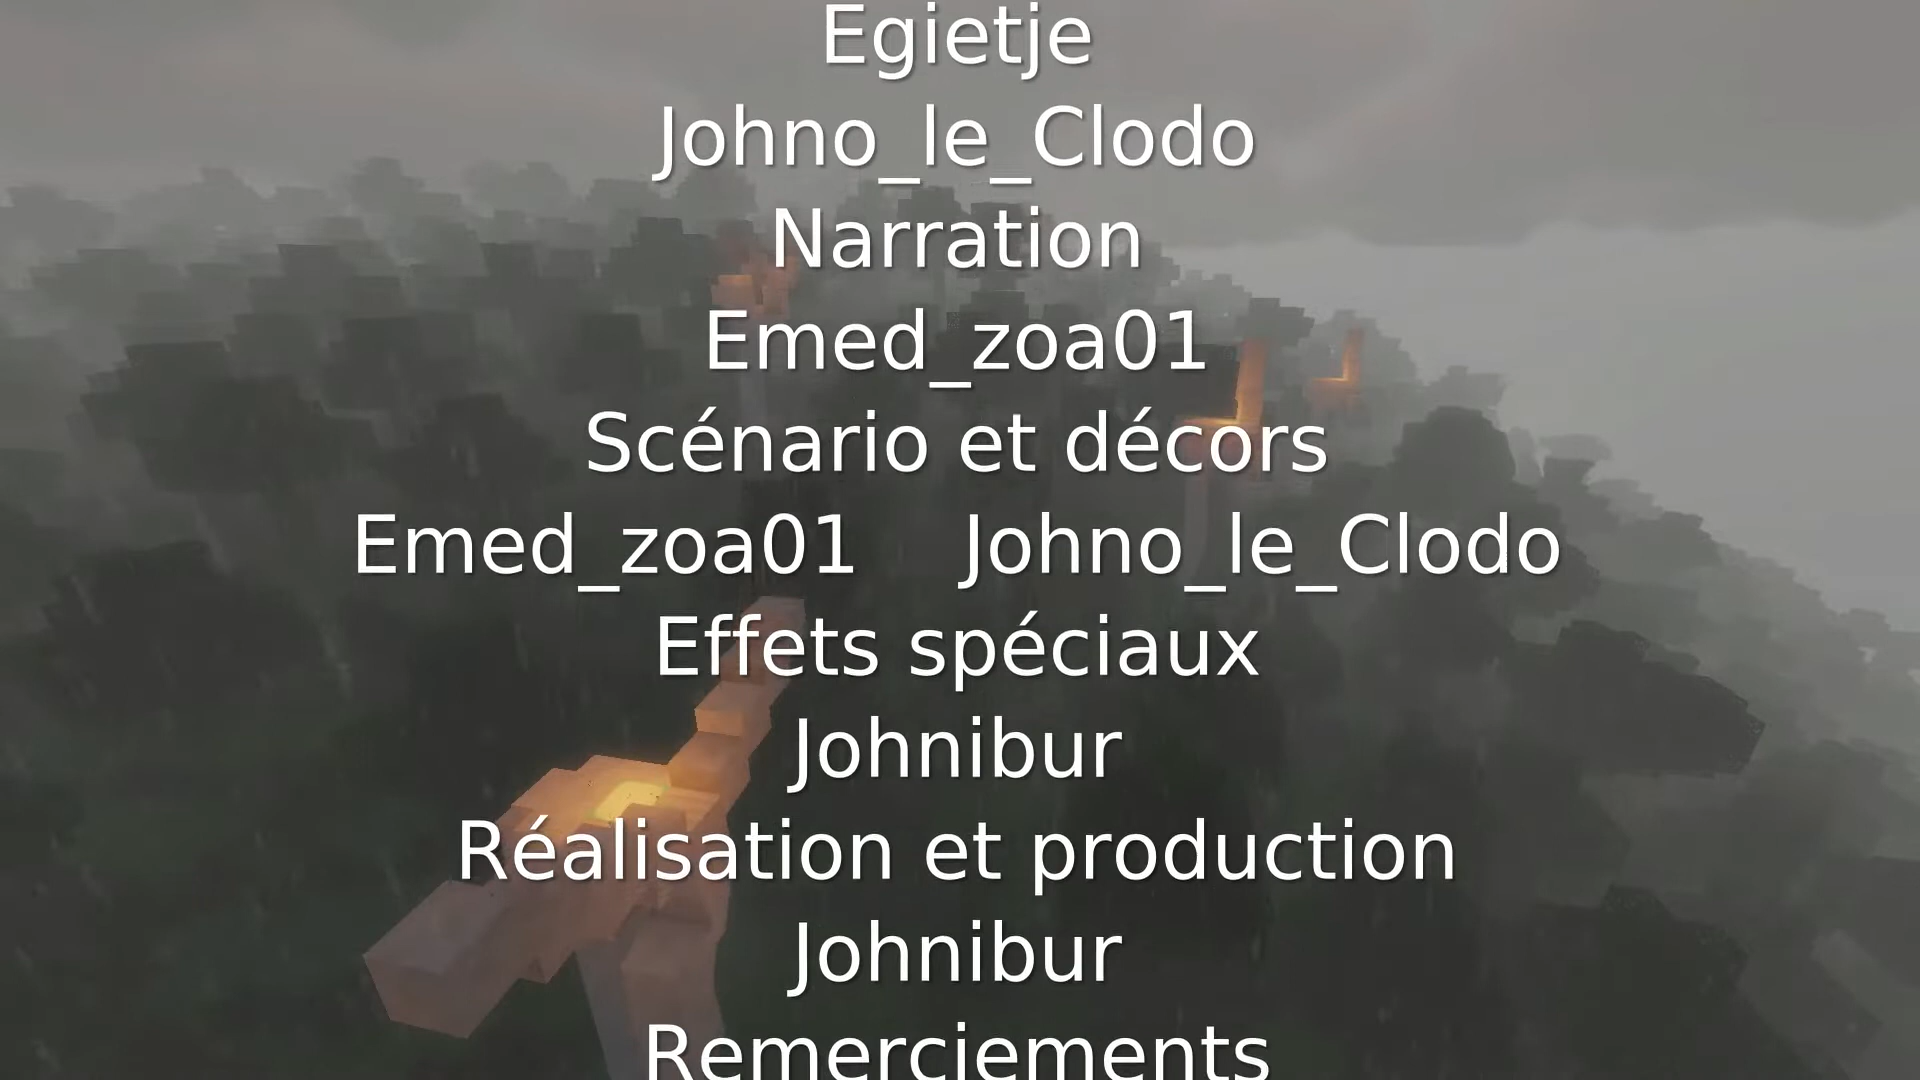 Egietje
Johno_le_Clodo
Narration
Emed_zoa01
Scénario et décors
Emed_zoa01 Johno_le_Clodo
Effets spéciaux
Johnibur
Réalisation et production
Johnibur
Remerciements